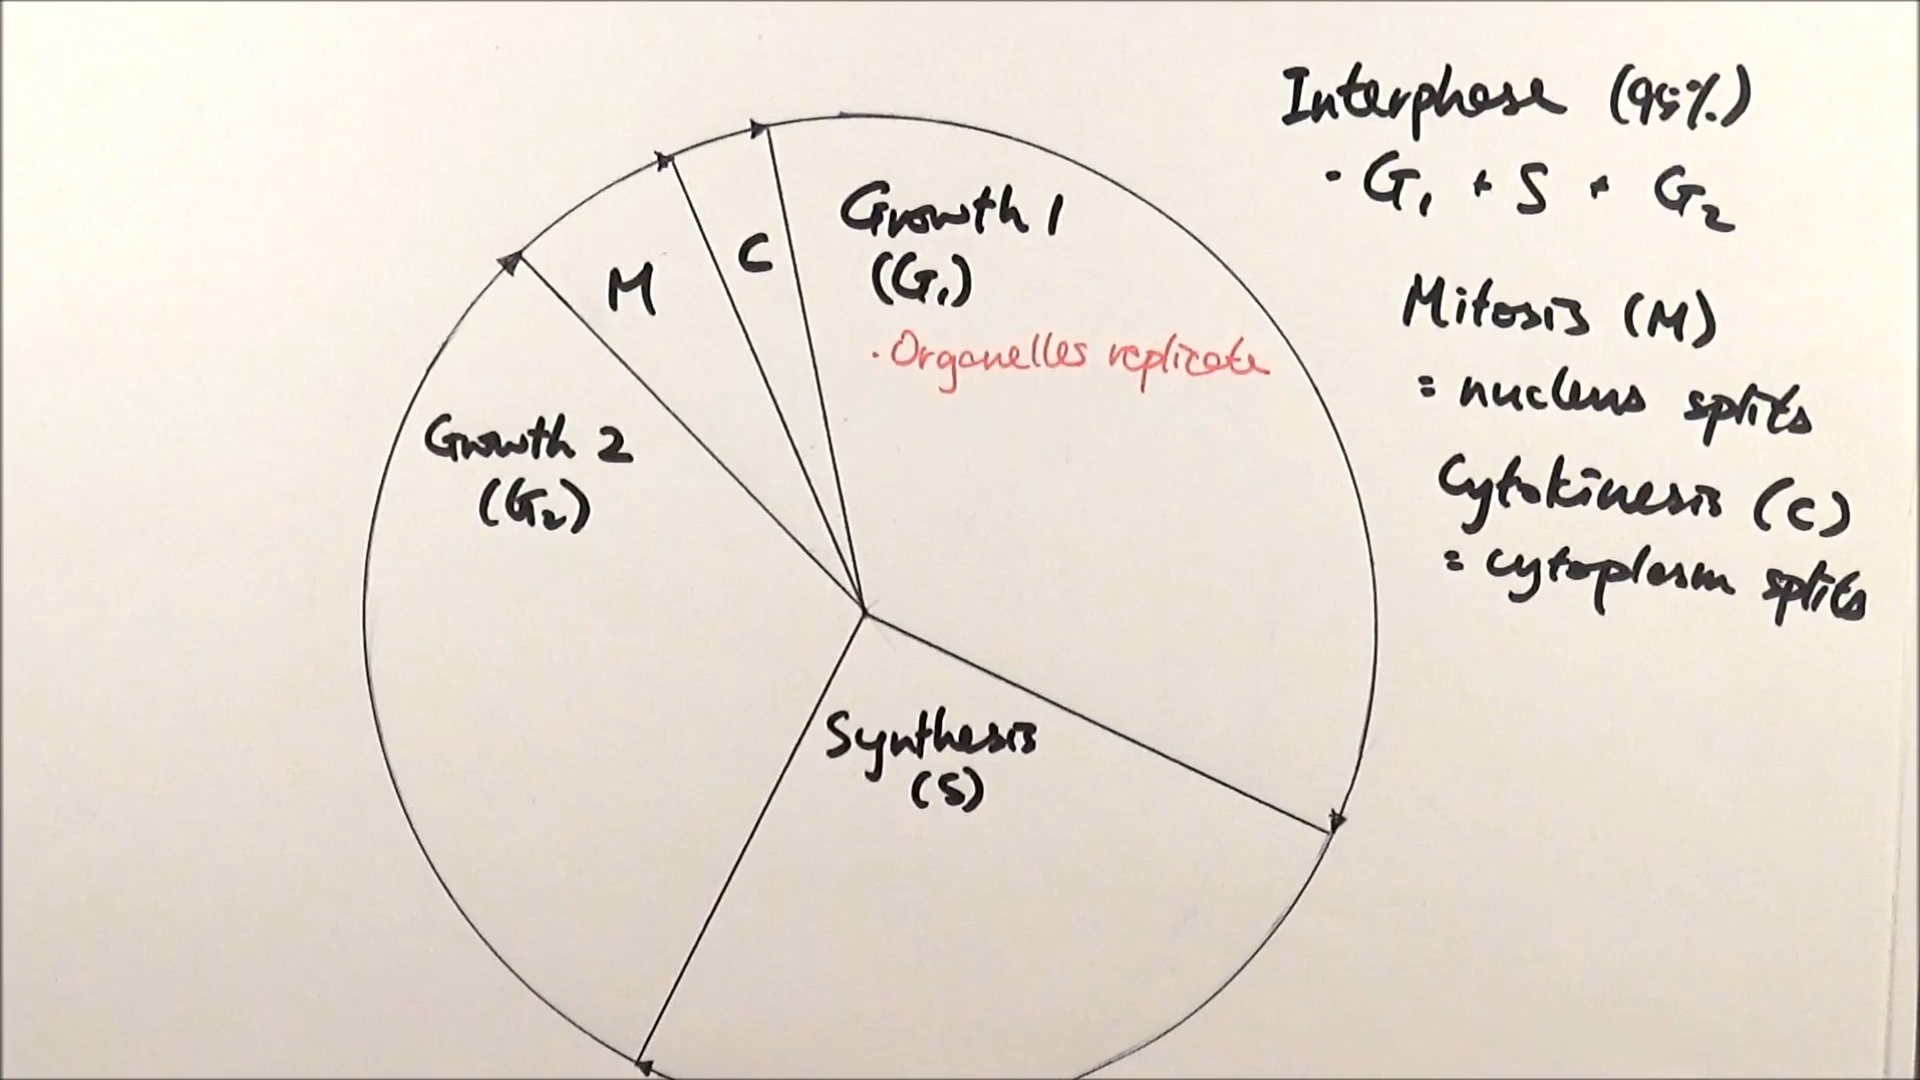 Interphase (95%)
· G₁ + S + G₂
Mitosis (M)
= nucleus splits
Cytokinesis (C)
= cytoplasm splits
Growth 1
(G₁)
· Organelles replicate
C
M
Growth 2
(G₂)
Synthesis
(S)